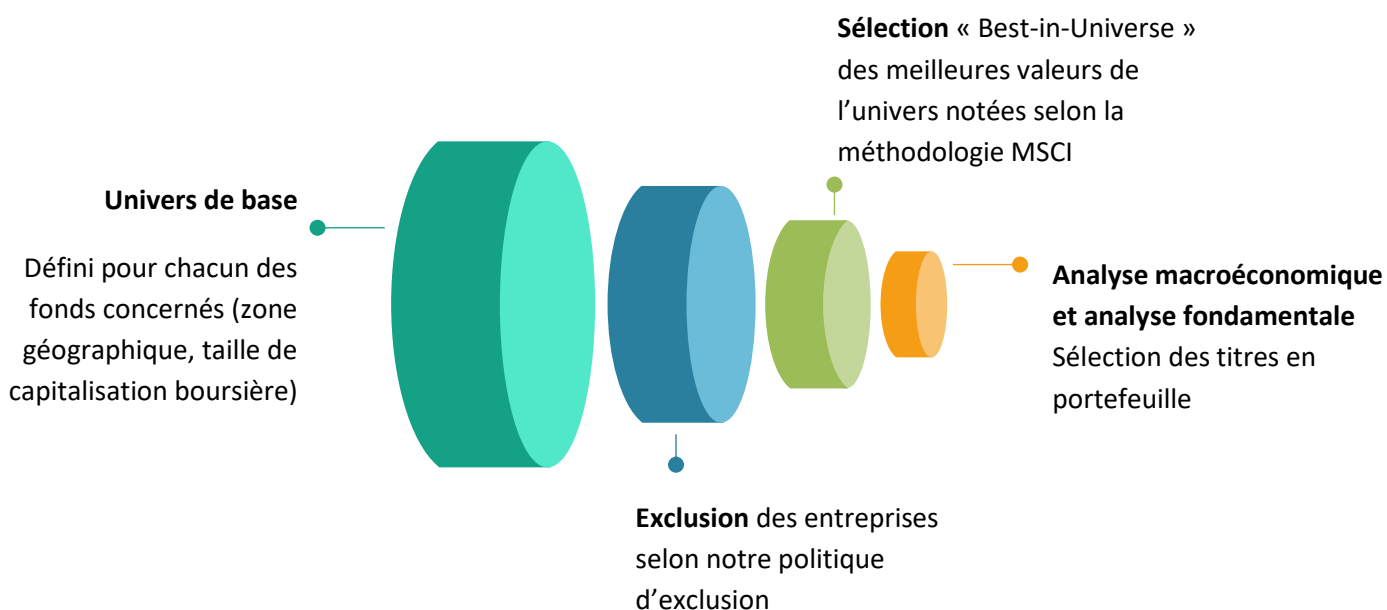 Univers de base
Défini pour chacun des
fonds concernés (zone
géographique, taille de
capitalisation boursière)
Exclusion des entreprises
selon notre politique
d’exclusion
Sélection « Best-in-Universe »
des meilleures valeurs de
l’univers notées selon la
méthodologie MSCI
Analyse macroéconomique
et analyse fondamentale
Sélection des titres en
portefeuille